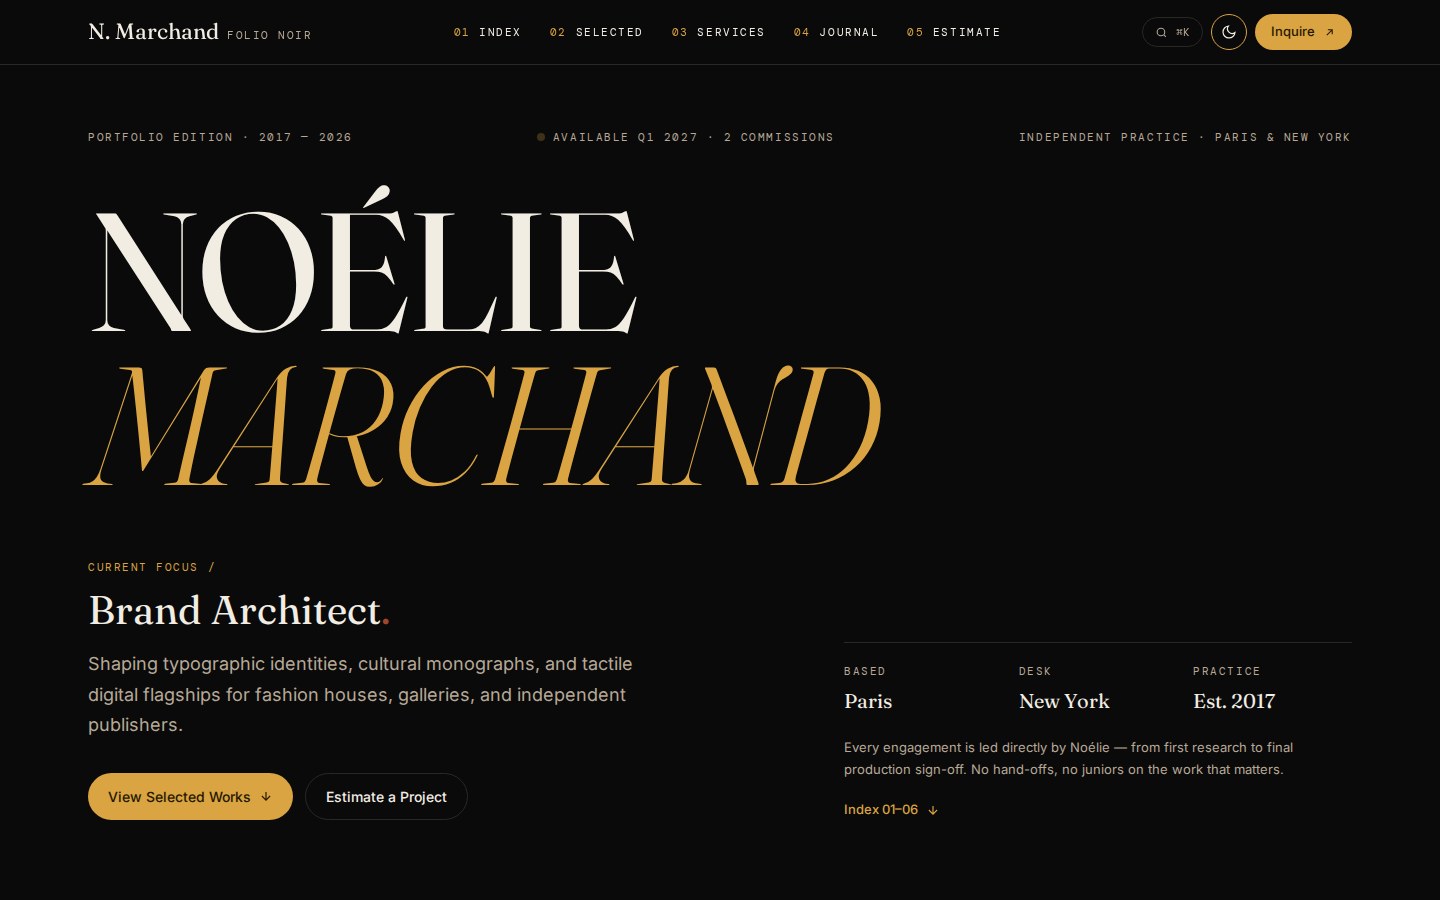 N. Marchand FOLIO NOIR
01 INDEX 02 SELECTED 03 SERVICES 04 JOURNAL 05 ESTIMATE
⌘K
Inquire ↗
PORTFOLIO EDITION · 2017 — 2026
AVAILABLE Q1 2027 · 2 COMMISSIONS
INDEPENDENT PRACTICE · PARIS & NEW YORK
NOÉLIE
MARCHAND
CURRENT FOCUS /
Brand Architect.
Shaping typographic identities, cultural monographs, and tactile
digital flagships for fashion houses, galleries, and independent
publishers.
View Selected Works ↓
Estimate a Project
BASED DESK PRACTICE
Paris New York Est. 2017
Every engagement is led directly by Noélie — from first research to final
production sign-off. No hand-offs, no juniors on the work that matters.
Index 01–06 ↓